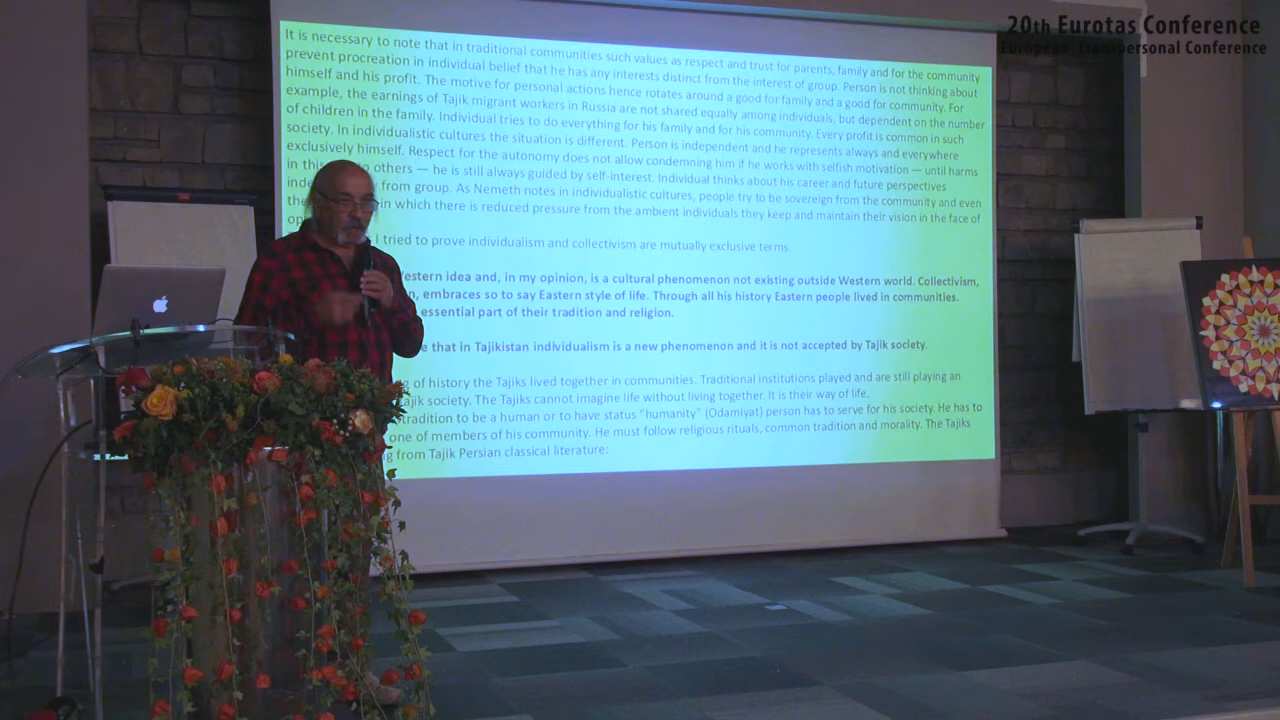 20th Eurotas Conference
European Transpersonal Conference
It is necessary to note that in traditional communities such values as respect and trust for parents, family and for the community
prevent procreation in individual belief that he has any interests distinct from the interest of group. Person is not thinking about
himself and his profit. The motive for personal actions hence rotates around a good for family and a good for community. For
example, the earnings of Tajik migrant workers in Russia are not shared equally among individuals, but dependent on the number
of children in the family. Individual tries to do everything for his family and for his community. Every profit is common in such
society. In individualistic cultures the situation is different. Person is independent and he represents always and everywhere
exclusively himself. Respect for the autonomy does not allow condemning him if he works with selfish motivation — until harms
in this others — he is still always guided by self-interest. Individual thinks about his career and future perspectives
from group. As Nemeth notes in individualistic cultures, people try to be sovereign from the community and even
in which there is reduced pressure from the ambient individuals they keep and maintain their vision in the face of
I tried to prove individualism and collectivism are mutually exclusive terms.
Western idea and, in my opinion, is a cultural phenomenon not existing outside Western world. Collectivism,
embraces so to say Eastern style of life. Through all his history Eastern people lived in communities.
essential part of their tradition and religion.
that in Tajikistan individualism is a new phenomenon and it is not accepted by Tajik society.
of history the Tajiks lived together in communities. Traditional institutions played and are still playing an
Tajik society. The Tajiks cannot imagine life without living together. It is their way of life.
tradition to be a human or to have status "humanity" (Odamiyat) person has to serve for his society. He has to
one of members of his community. He must follow religious rituals, common tradition and morality. The Tajiks
from Tajik Persian classical literature: